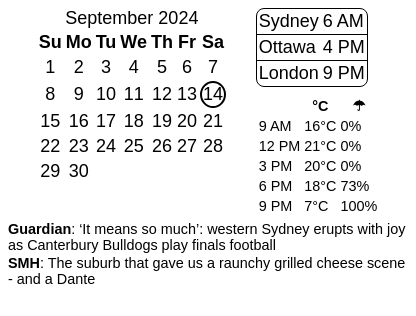 September 2024
Su Mo Tu We Th Fr Sa
1 2 3 4 5 6 7
8 9 10 11 12 13 14
15 16 17 18 19 20 21
22 23 24 25 26 27 28
29 30
Sydney 6 AM
Ottawa 4 PM
London 9 PM
°C ☂
9 AM 16°C 0%
12 PM 21°C 0%
3 PM 20°C 0%
6 PM 18°C 73%
9 PM 7°C 100%
Guardian: ‘It means so much’: western Sydney erupts with joy
as Canterbury Bulldogs play finals football
SMH: The suburb that gave us a raunchy grilled cheese scene
- and a Dante